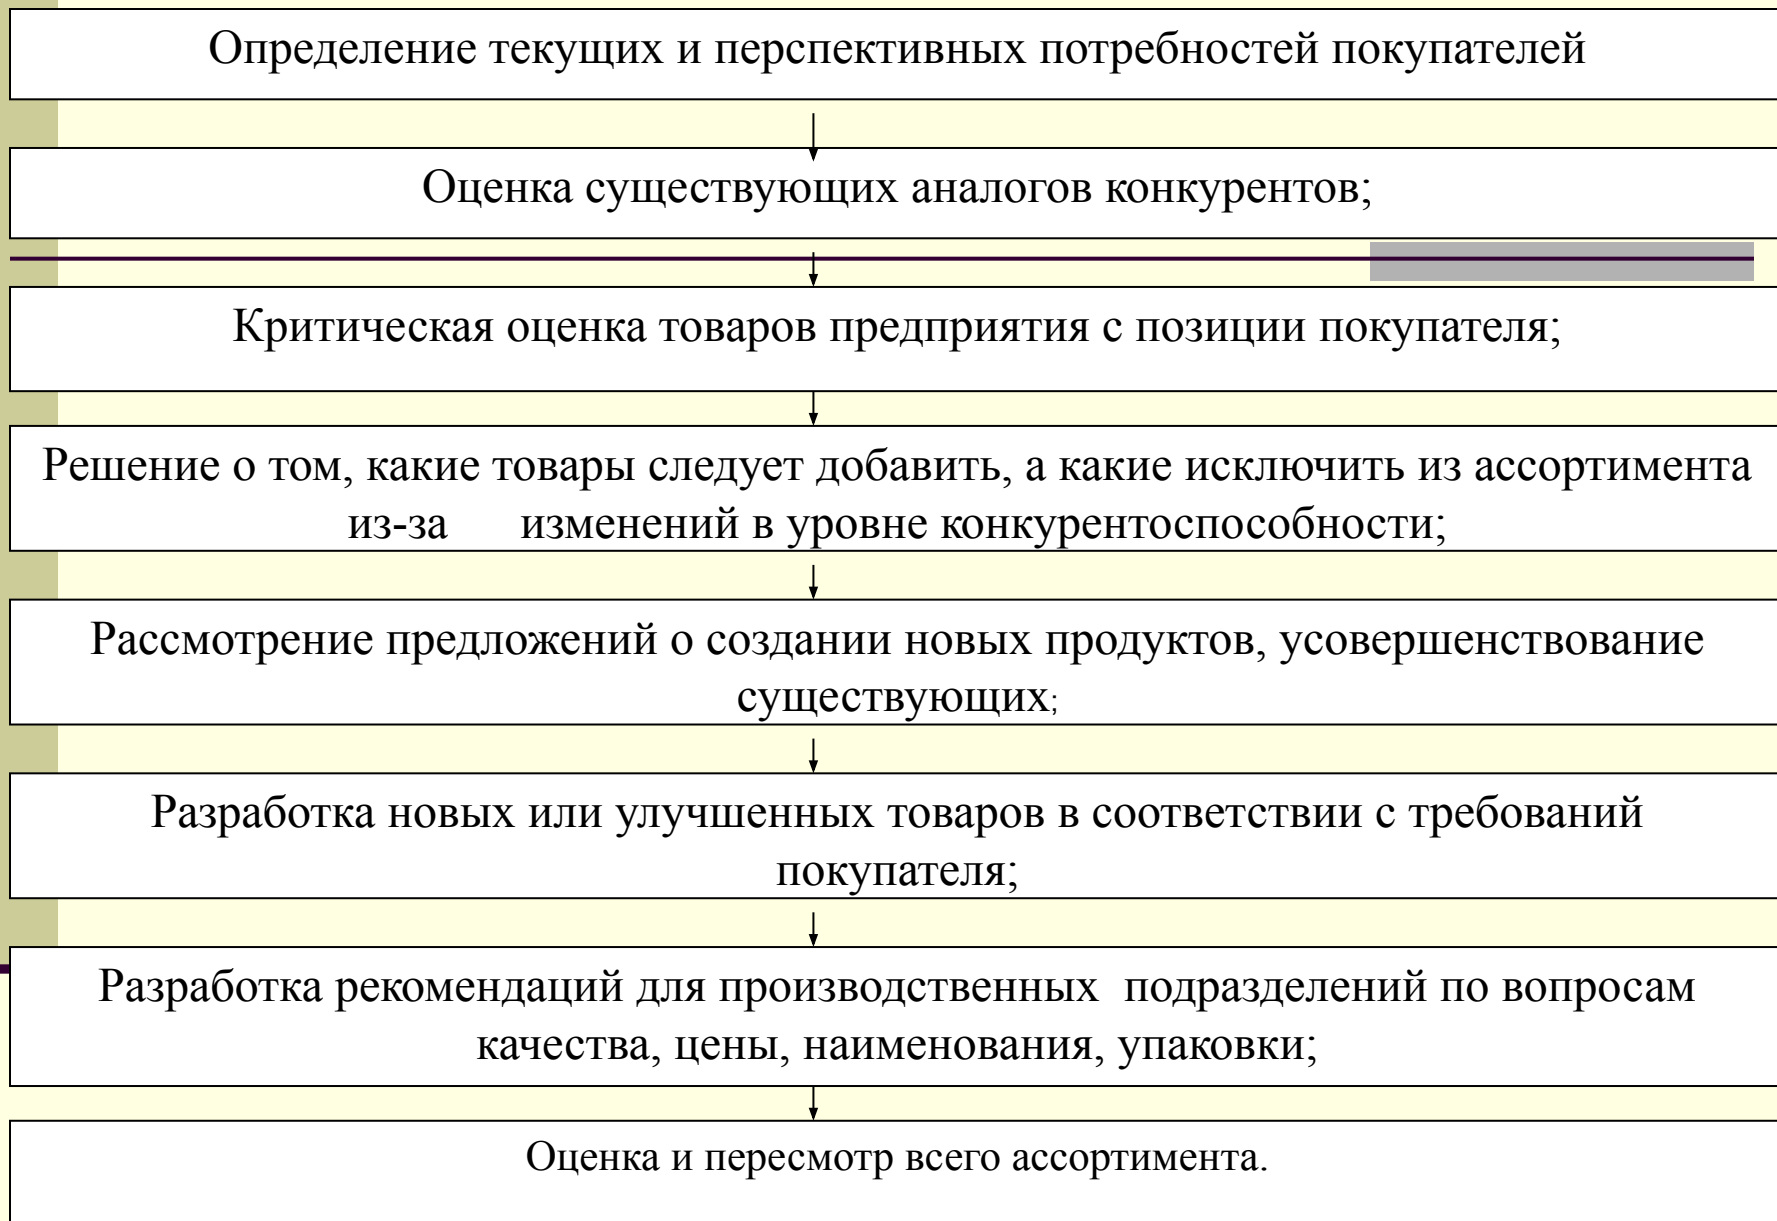 Определение текущих и перспективных потребностей покупателей
Оценка существующих аналогов конкурентов;
Критическая оценка товаров предприятия с позиции покупателя;
Решение о том, какие товары следует добавить, а какие исключить из ассортимента
из-за изменений в уровне конкурентоспособности;
Рассмотрение предложений о создании новых продуктов, усовершенствование
существующих;
Разработка новых или улучшенных товаров в соответствии с требований
покупателя;
Разработка рекомендаций для производственных подразделений по вопросам
качества, цены, наименования, упаковки;
Оценка и пересмотр всего ассортимента.